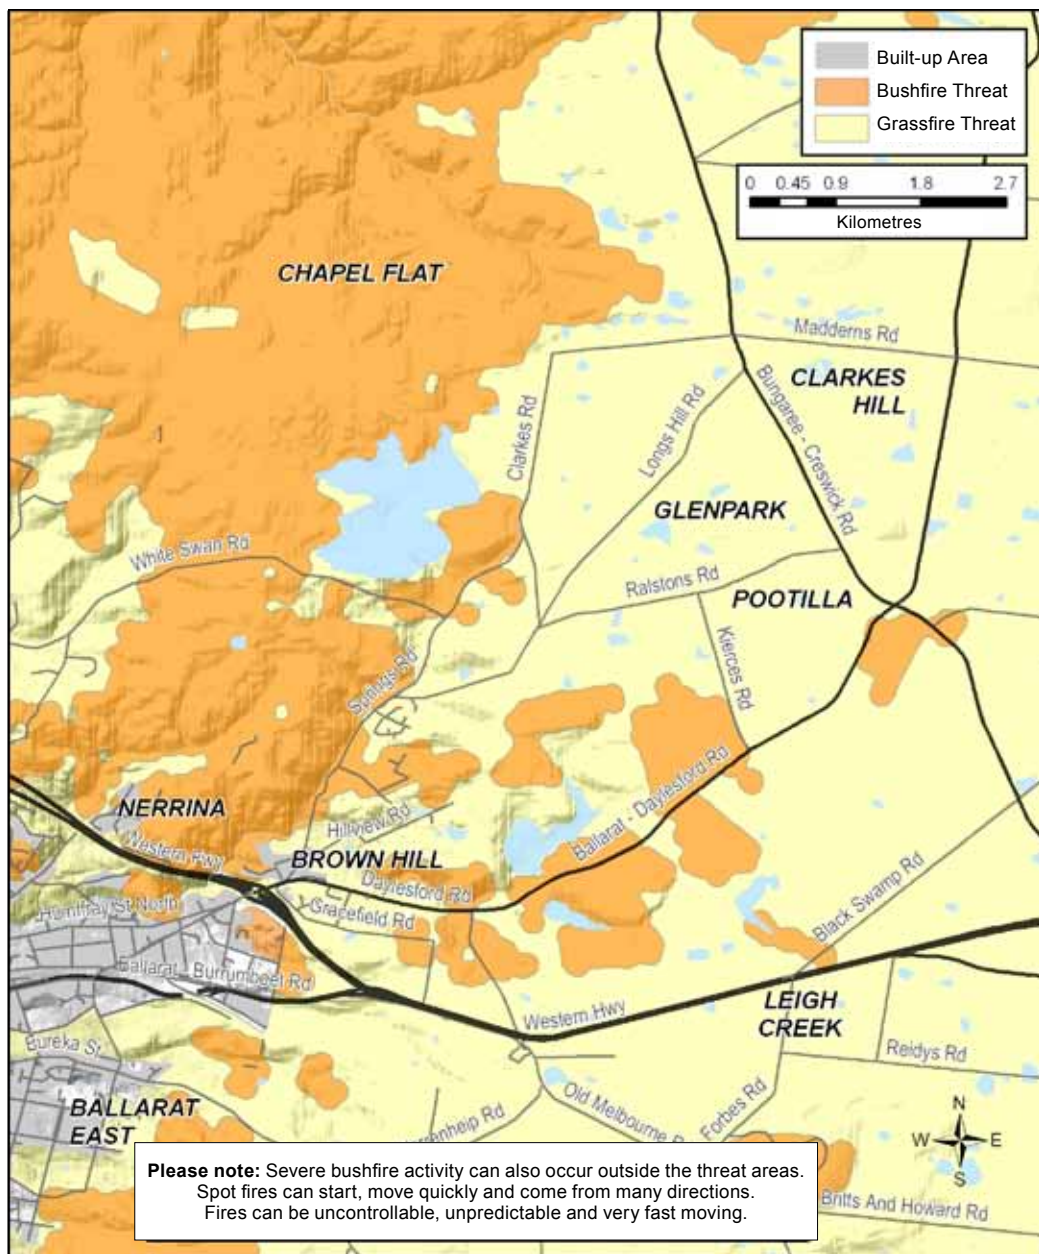 Built-up Area
Bushfire Threat
Grassfire Threat
0 0.45 0.9 1.8 2.7
Kilometres
CHAPEL FLAT
Madderns Rd
CLARKES
HILL
Clarkes Rd
Longs Hill Rd
Bungaree - Creswick Rd
GLENPARK
White Swan Rd
Ralstons Rd
POOTILLA
Kierces Rd
Springs Rd
NERRINA
Western Fwy
Hillview Rd
BROWN HILL
Ballarat - Daylesford Rd
Daylesford Rd
Gracefield Rd
Humffray St North
Black Swamp Rd
Ballarat - Burrumbeet Rd
Western Hwy
LEIGH
CREEK
Eureka St
Reidys Rd
Old Melbourne
Forbes Rd
BALLARAT
EAST
Rd
N
W E
S
Please note: Severe bushfire activity can also occur outside the threat areas.
Spot fires can start, move quickly and come from many directions.
Fires can be uncontrollable, unpredictable and very fast moving.
Britts And Howard Rd